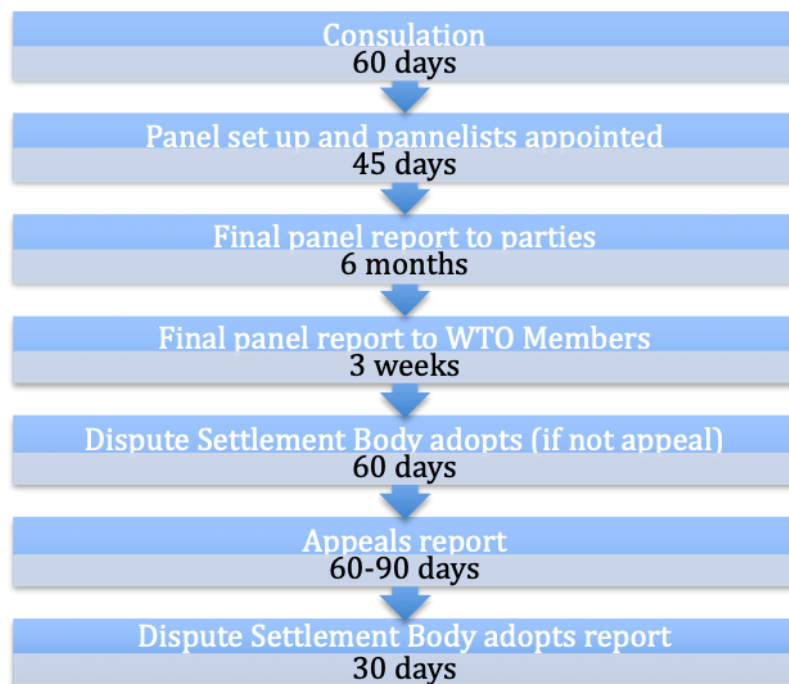 Consulation
60 days
Panel set up and pannelists appointed
45 days
Final panel report to parties
6 months
Final panel report to WTO Members
3 weeks
Dispute Settlement Body adopts (if not appeal)
60 days
Appeals report
60-90 days
Dispute Settlement Body adopts report
30 days